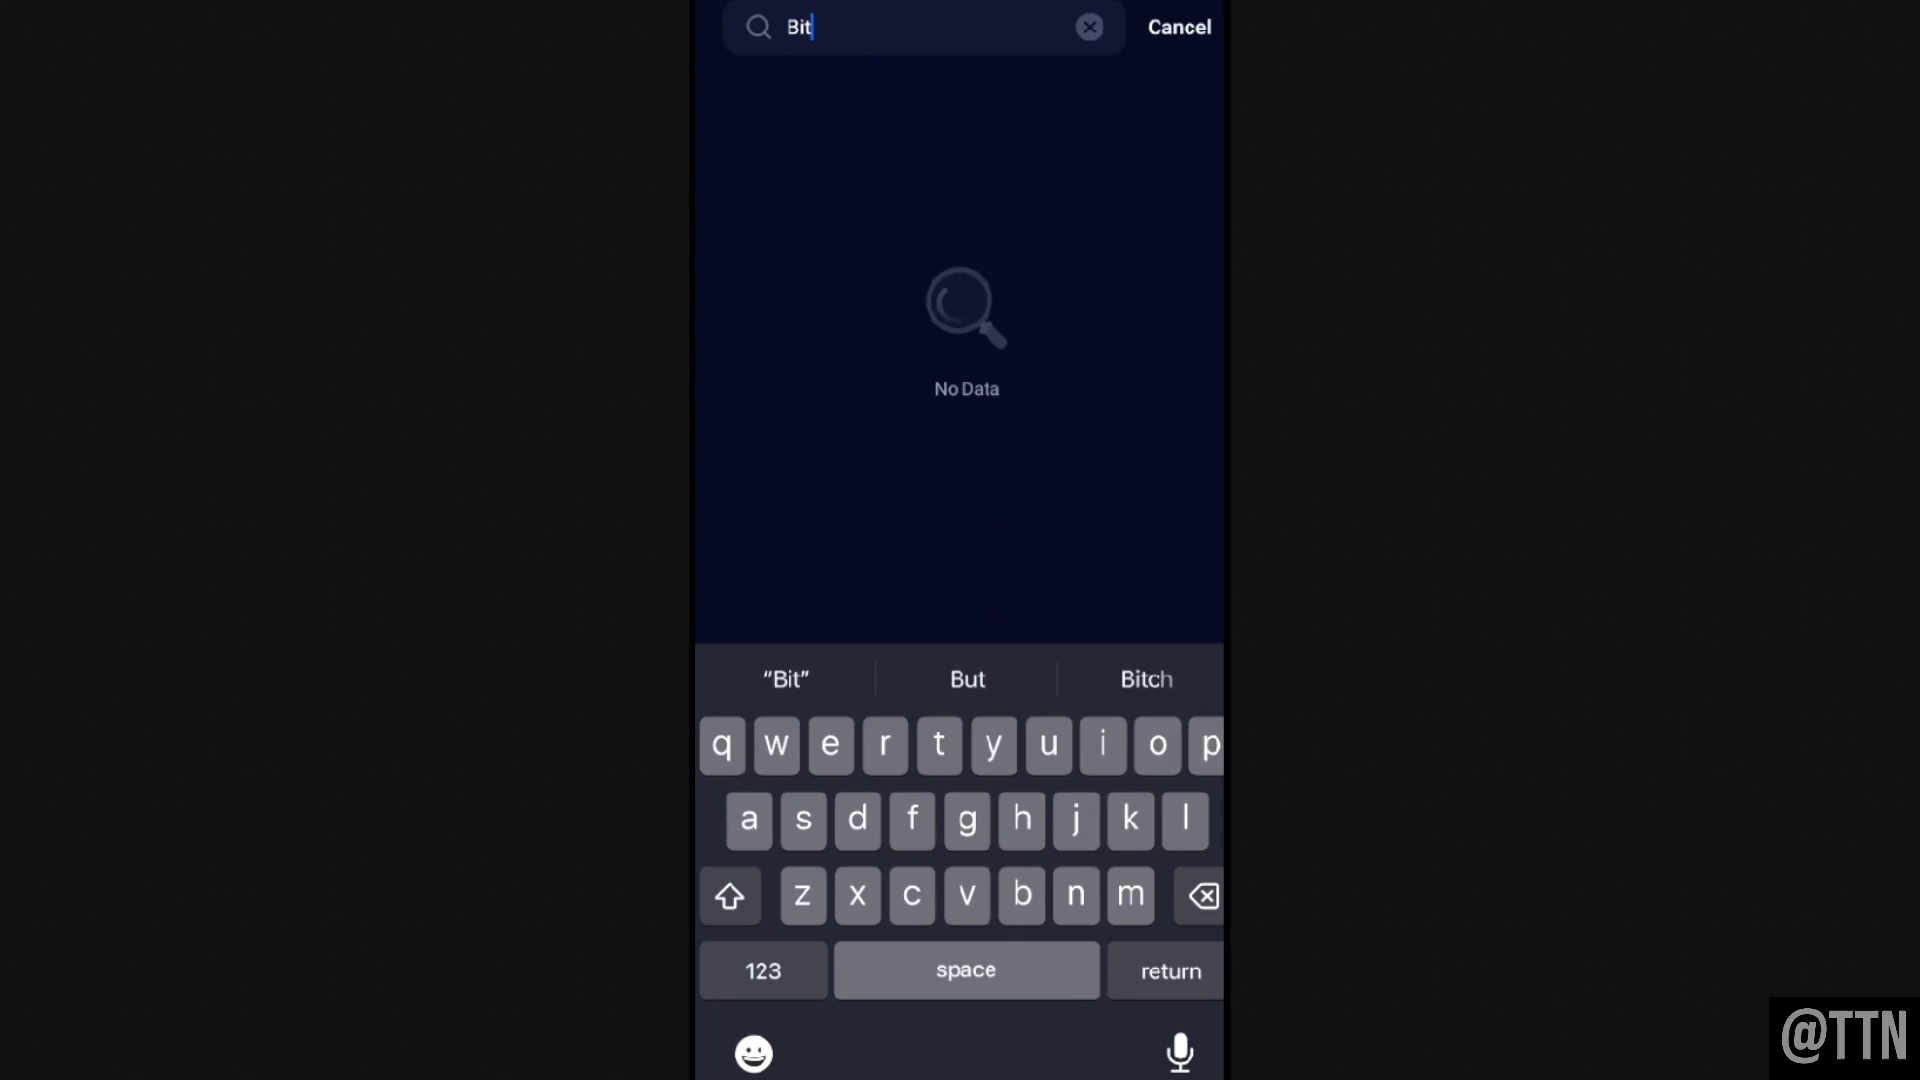 Bit
Cancel
No Data
“Bit” But Bitch
q w e r t y u i o p
a s d f g h j k l
z x c v b n m
123 space return
@TTN